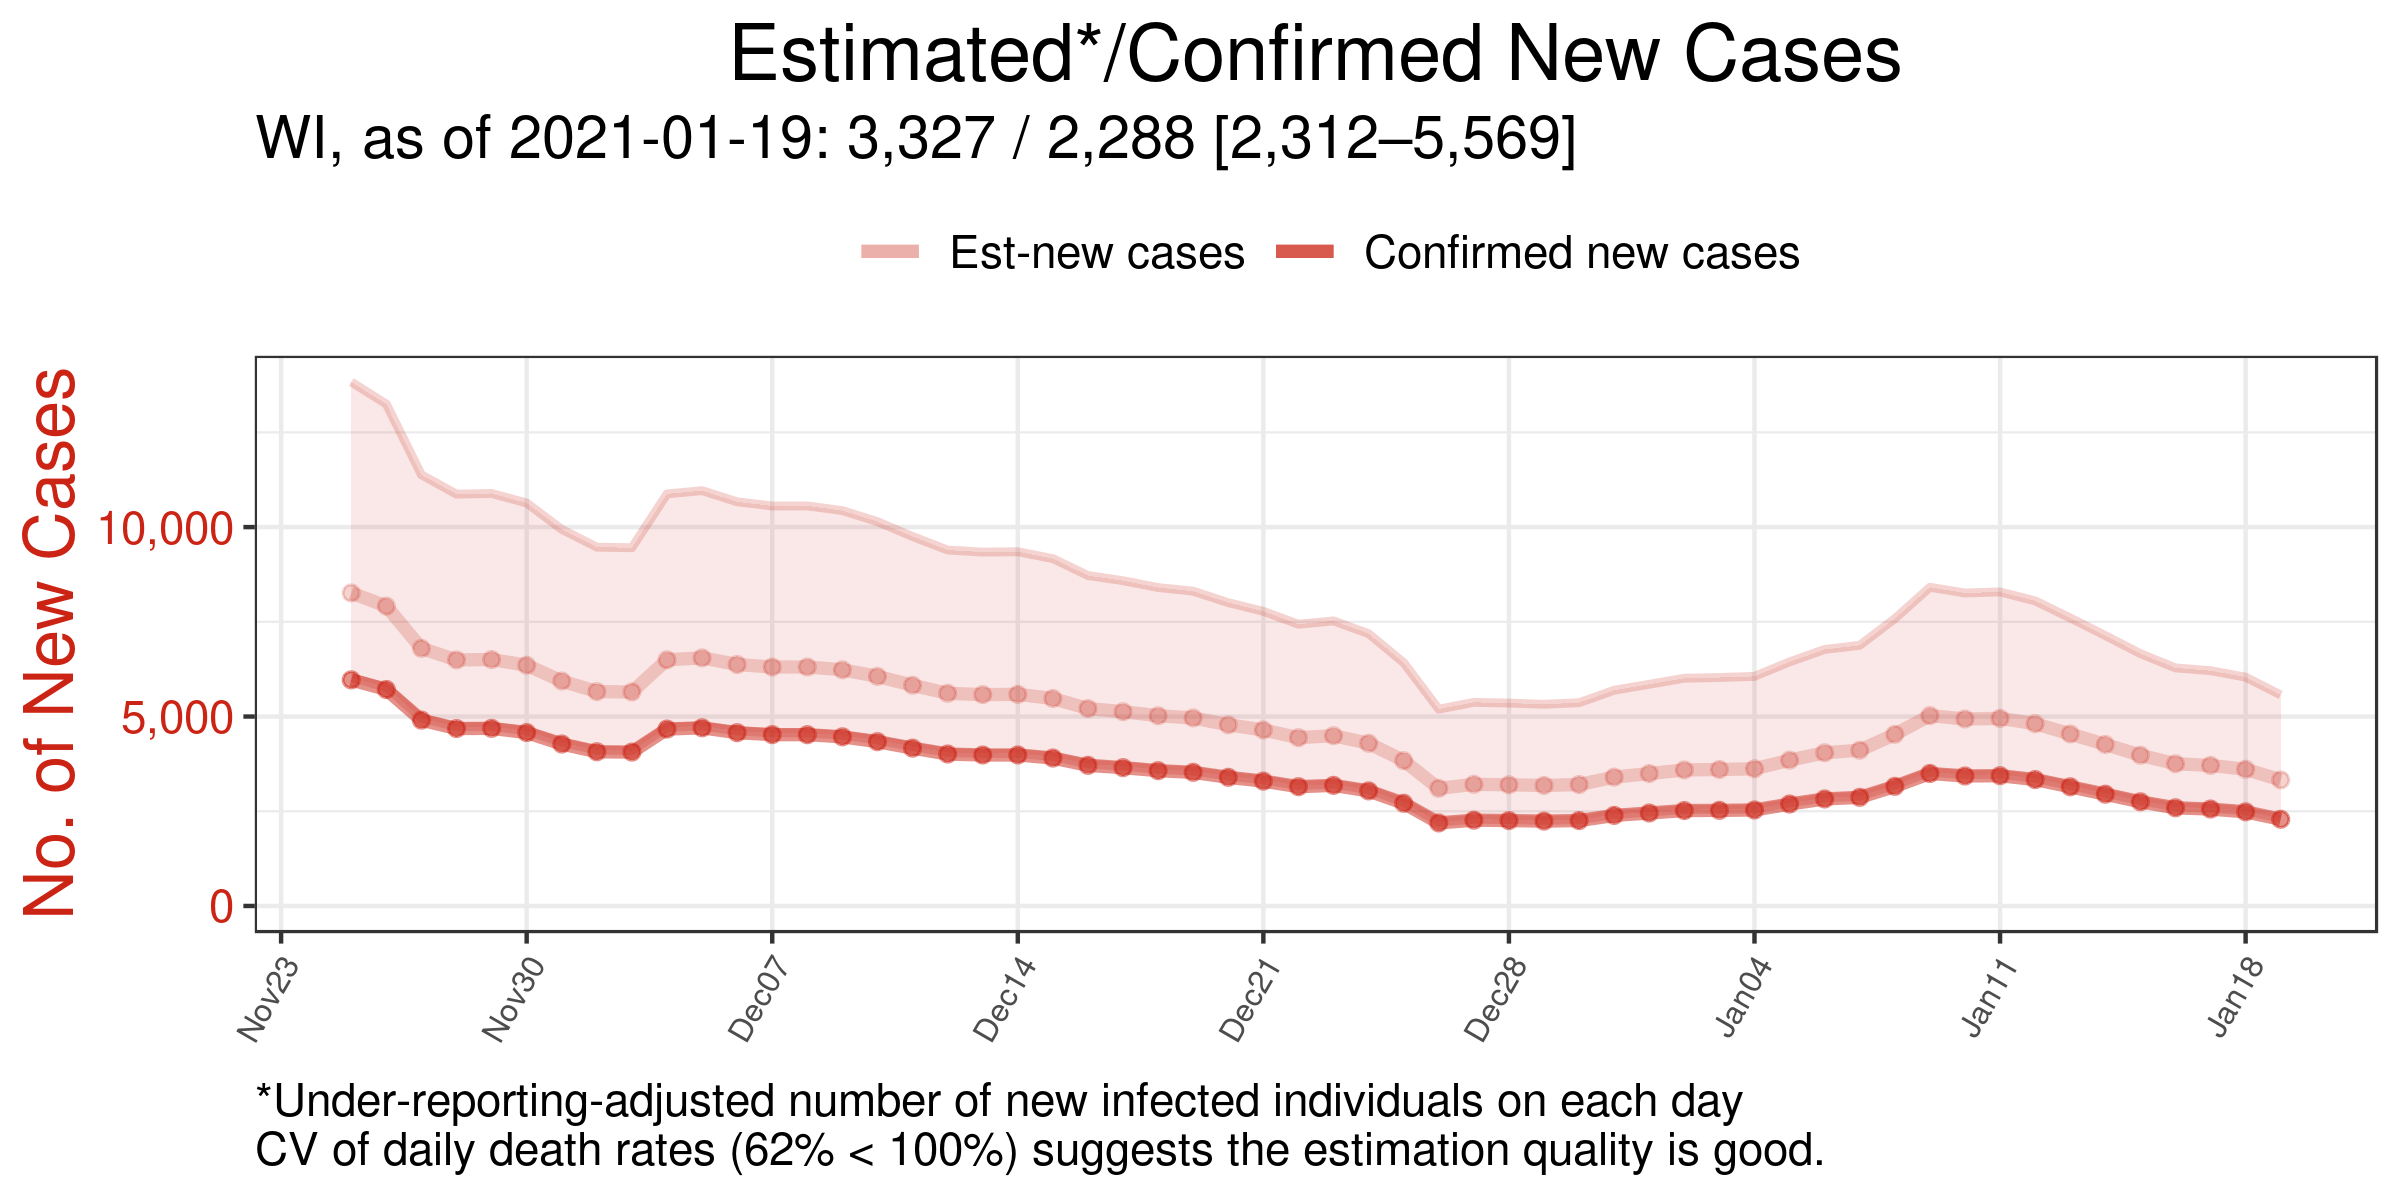 Estimated*/Confirmed New Cases
WI, as of 2021-01-19: 3,327 / 2,288 [2,312–5,569]
Est-new cases Confirmed new cases
No. of New Cases
10,000
5,000
0
Nov23 Nov30 Dec07 Dec14 Dec21 Dec28 Jan04 Jan11 Jan18
*Under-reporting-adjusted number of new infected individuals on each day
CV of daily death rates (62% < 100%) suggests the estimation quality is good.